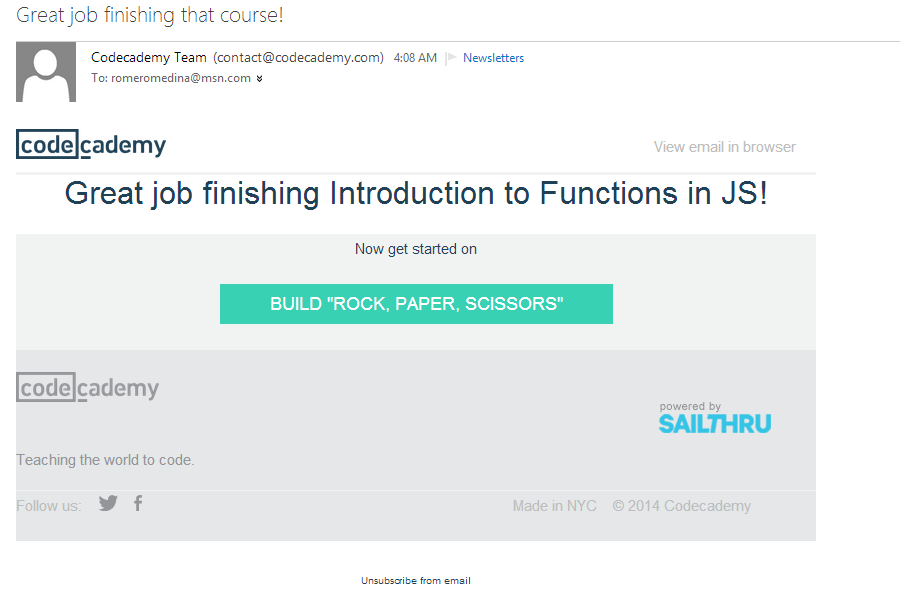 Great job finishing that course!
Codecademy Team (contact@codecademy.com) 4:08 AM Newsletters
To: romeromedina@msn.com
codecademy View email in browser
Great job finishing Introduction to Functions in JS!
Now get started on
BUILD "ROCK, PAPER, SCISSORS"
codecademy
powered by
SAILTHRU
Teaching the world to code.
Follow us: Made in NYC © 2014 Codecademy
Unsubscribe from email